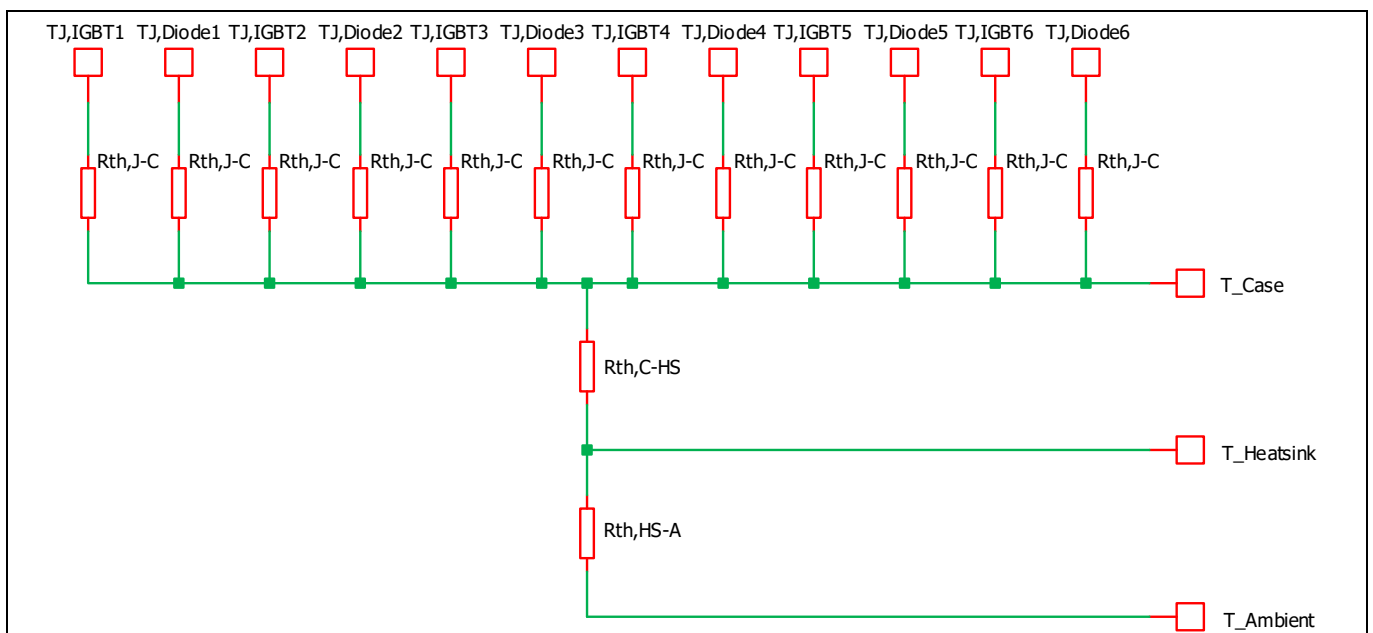 TJ,IGBT1 TJ,Diode1 TJ,IGBT2 TJ,Diode2 TJ,IGBT3 TJ,Diode3 TJ,IGBT4 TJ,Diode4 TJ,IGBT5 TJ,Diode5 TJ,IGBT6 TJ,Diode6
Rth,J-C Rth,J-C Rth,J-C Rth,J-C Rth,J-C Rth,J-C Rth,J-C Rth,J-C Rth,J-C Rth,J-C Rth,J-C Rth,J-C
T_Case
Rth,C-HS
T_Heatsink
Rth,HS-A
T_Ambient